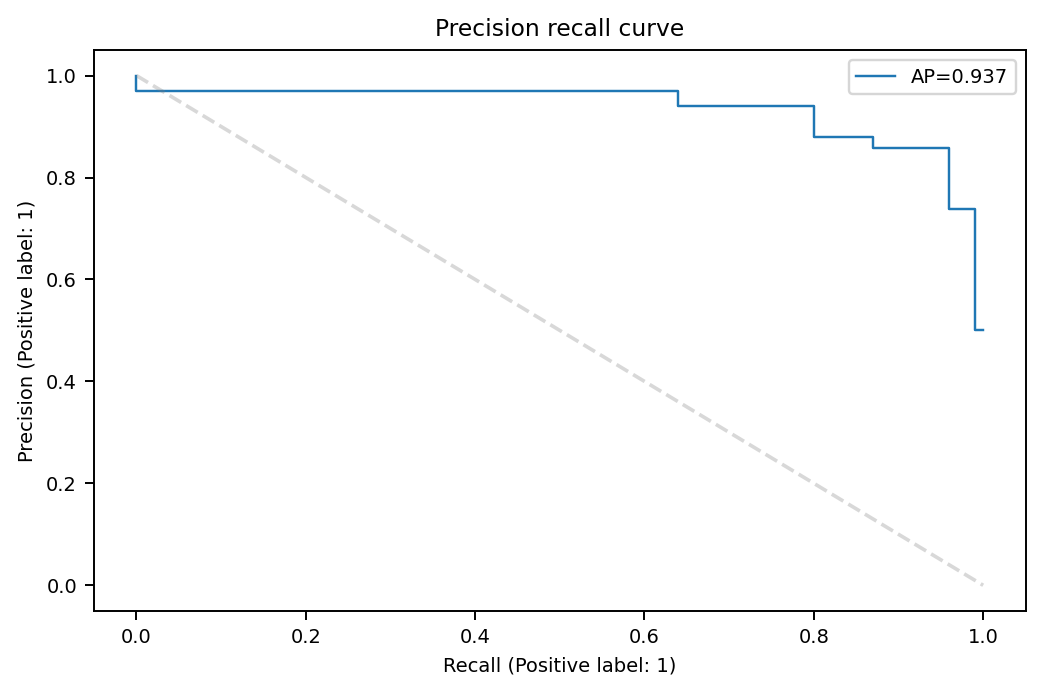 Precision recall curve
AP=0.937
Precision (Positive label: 1)
1.0
0.8
0.6
0.4
0.2
0.0
0.0 0.2 0.4 0.6 0.8 1.0
Recall (Positive label: 1)